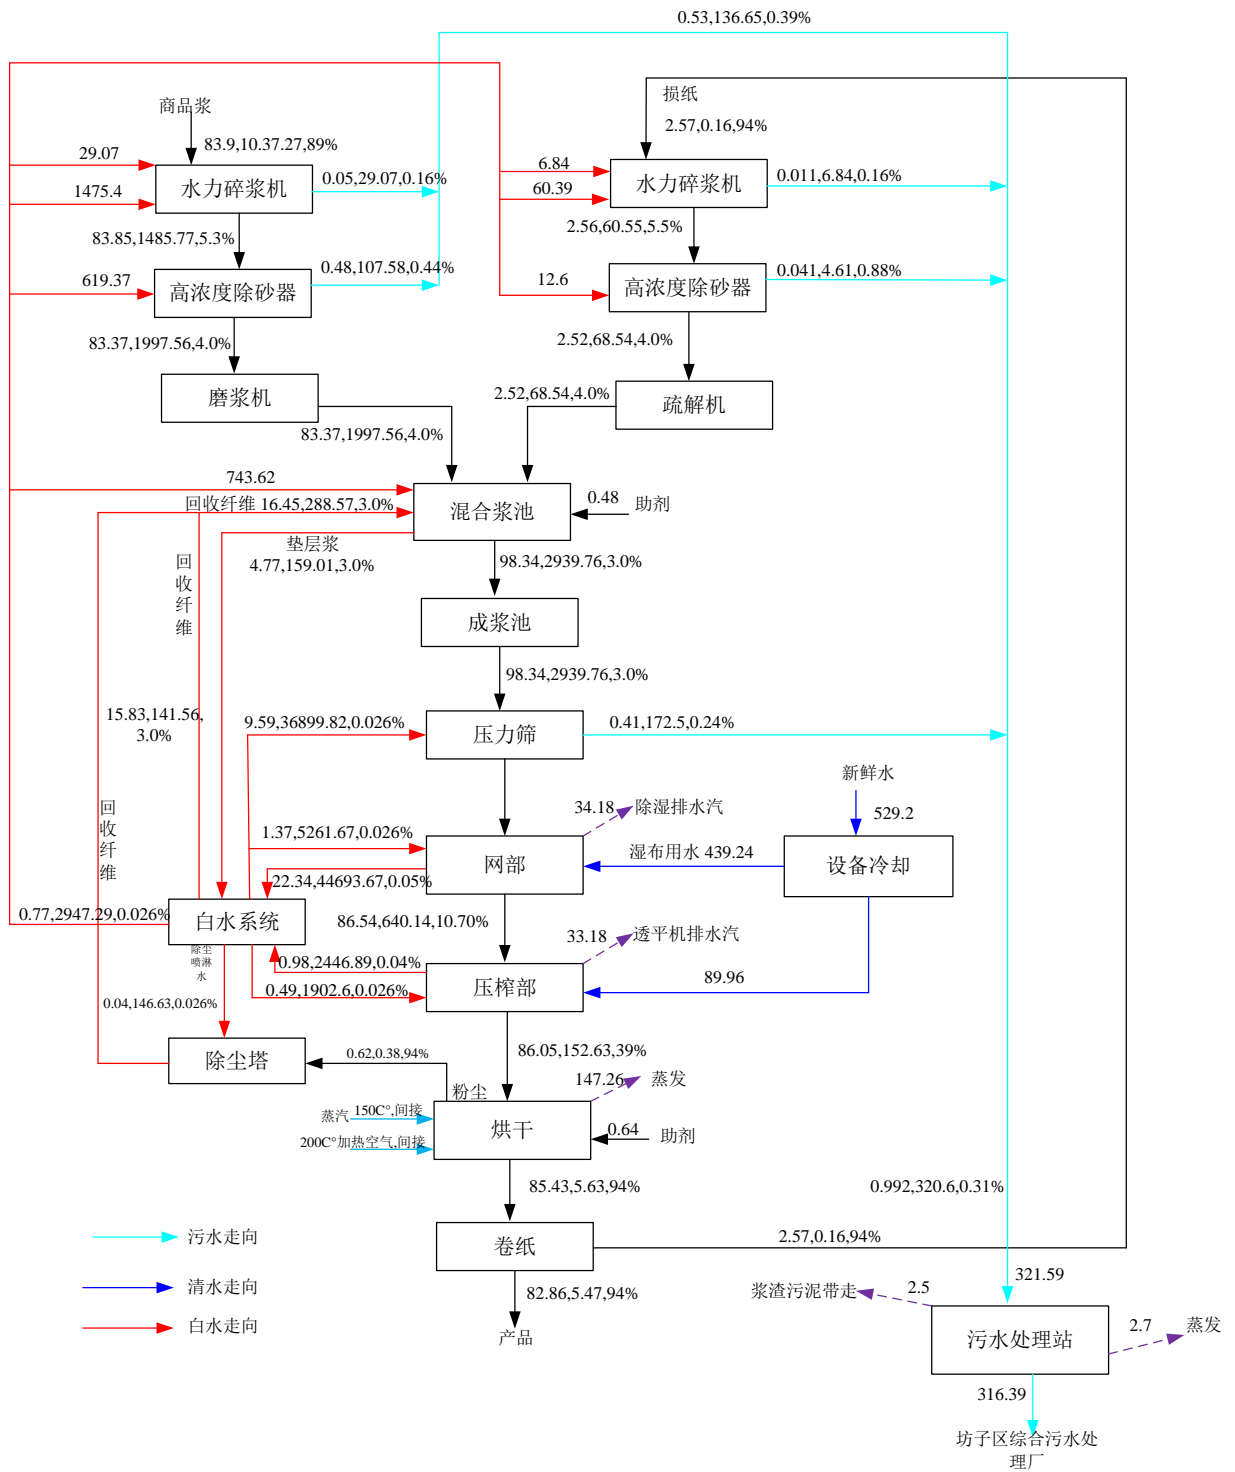 0.53,136.65,0.39%
商品浆
83.9,10.37.27,89%
损纸
2.57,0.16,94%
29.07
1475.4
水力碎浆机
0.05,29.07,0.16%
6.84
60.39
水力碎浆机
0.011,6.84,0.16%
83.85,1485.77,5.3%
2.56,60.55,5.5%
619.37
高浓度除砂器
0.48,107.58,0.44%
12.6
高浓度除砂器
0.041,4.61,0.88%
83.37,1997.56,4.0%
2.52,68.54,4.0%
磨浆机
2.52,68.54,4.0%
疏解机
83.37,1997.56,4.0%
743.62
回收纤维 16.45,288.57,3.0%
混合浆池
0.48
助剂
垫层浆
4.77,159.01,3.0%
98.34,2939.76,3.0%
回
收
纤
维
成浆池
98.34,2939.76,3.0%
15.83,141.56,
3.0%
9.59,36899.82,0.026%
压力筛
0.41,172.5,0.24%
新鲜水
529.2
回
收
纤
维
34.18
除湿排水汽
1.37,5261.67,0.026%
网部
湿布用水 439.24
设备冷却
22.34,44693.67,0.05%
0.77,2947.29,0.026%
白水系统
86.54,640.14,10.70%
33.18
透平机排水汽
除尘
喷淋
水
0.98,2446.89,0.04%
0.49,1902.6,0.026%
压榨部
89.96
0.04,146.63,0.026%
除尘塔
0.62,0.38,94%
86.05,152.63,39%
粉尘
147.26
蒸发
蒸汽
150C°,间接
烘干
0.64
助剂
200C°加热空气,间接
85.43,5.63,94%
0.992,320.6,0.31%
污水走向
卷纸
2.57,0.16,94%
清水走向
82.86,5.47,94%
产品
白水走向
321.59
浆渣污泥带走
2.5
污水处理站
2.7
蒸发
316.39
坊子区综合污水处
理厂